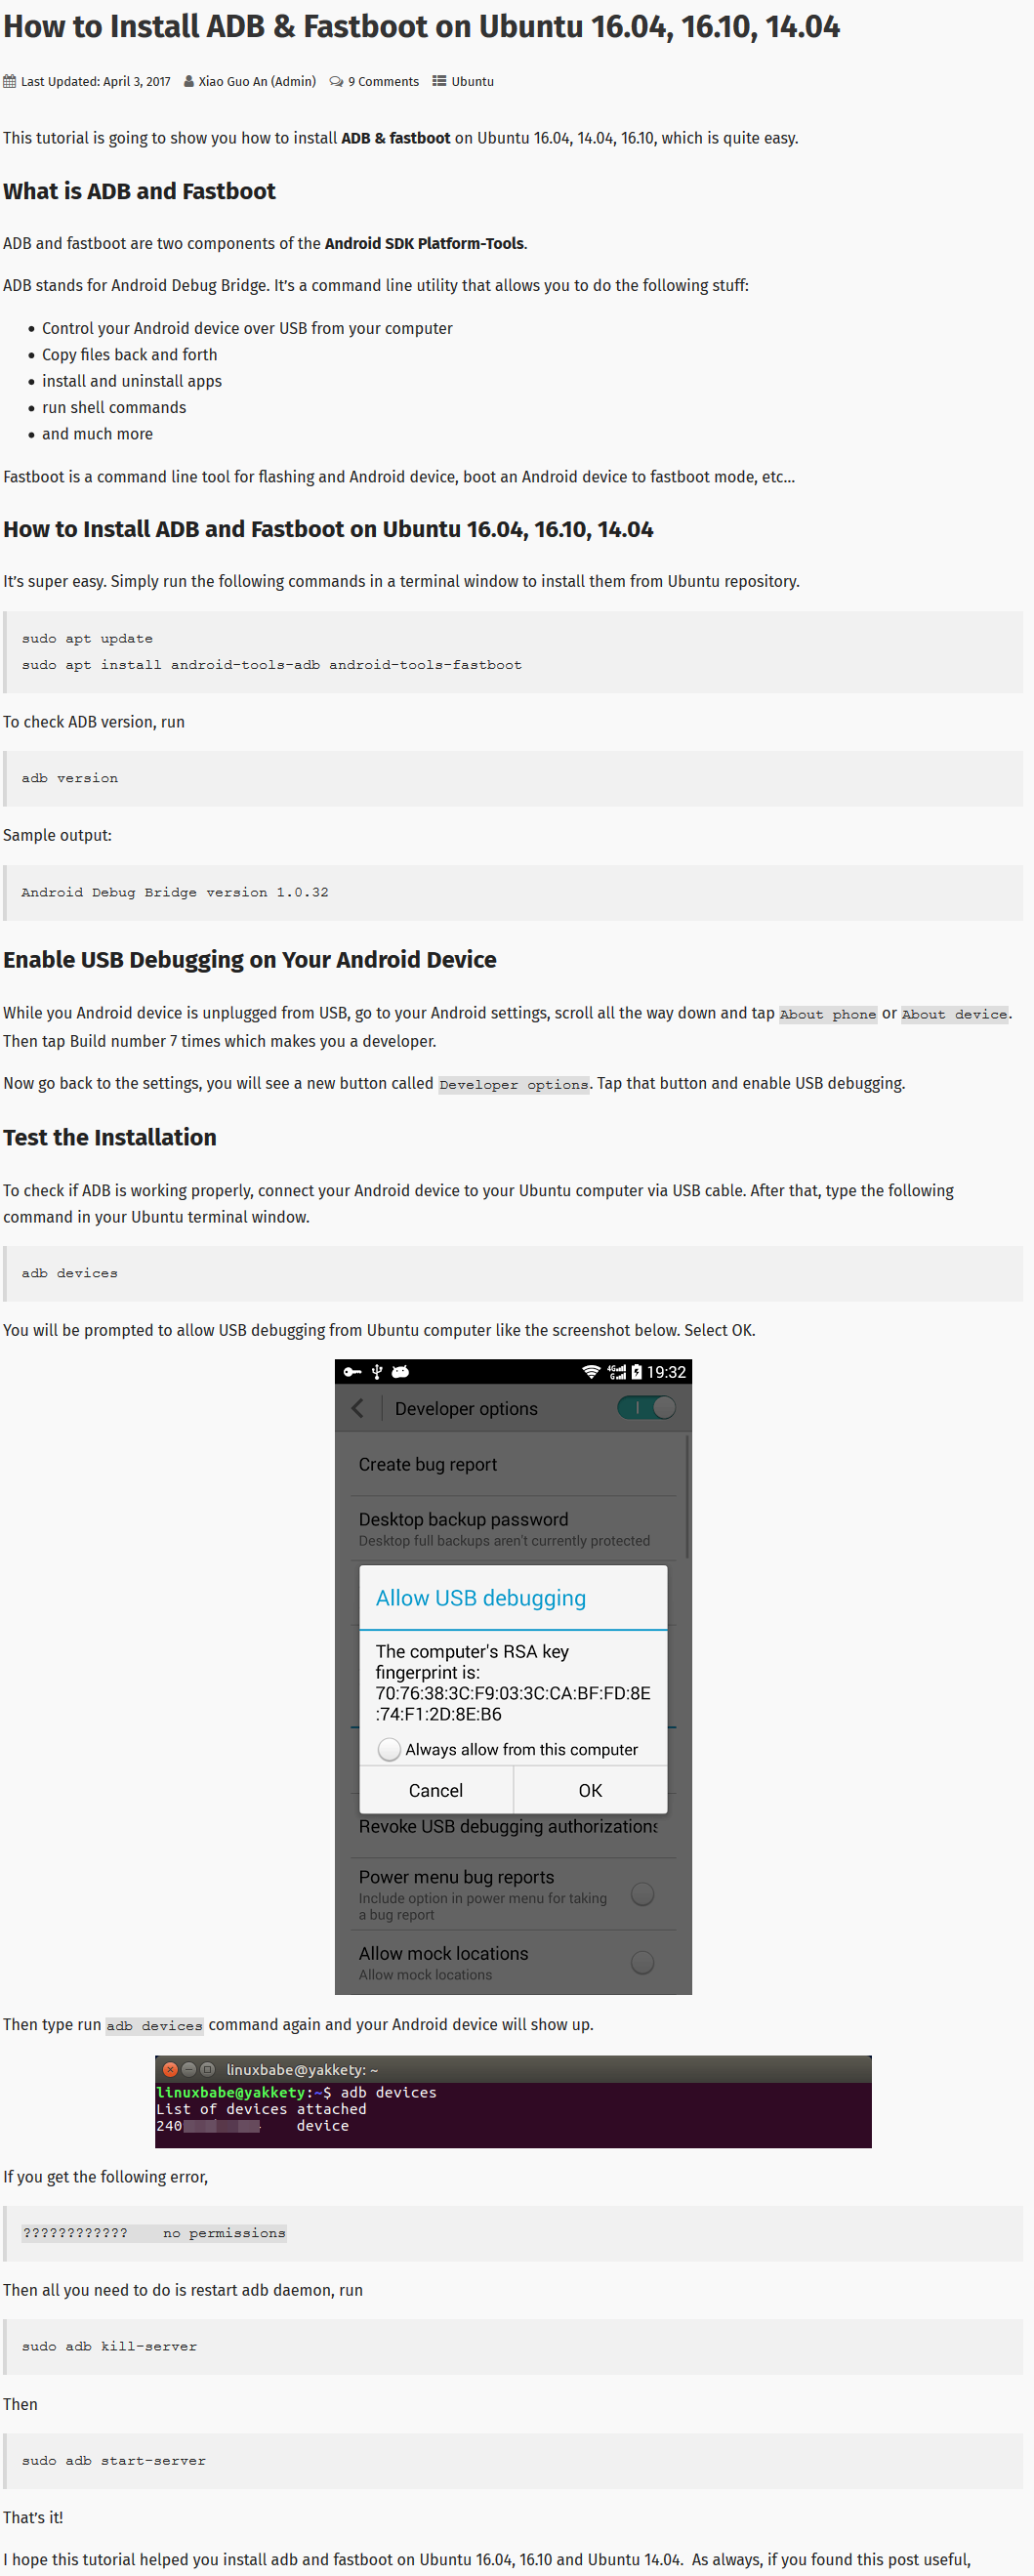 How to Install ADB & Fastboot on Ubuntu 16.04, 16.10, 14.04
Last Updated: April 3, 2017 Xiao Guo An (Admin) 9 Comments Ubuntu
This tutorial is going to show you how to install ADB & fastboot on Ubuntu 16.04, 14.04, 16.10, which is quite easy.
What is ADB and Fastboot
ADB and fastboot are two components of the Android SDK Platform-Tools.
ADB stands for Android Debug Bridge. It’s a command line utility that allows you to do the following stuff:
• Control your Android device over USB from your computer
• Copy files back and forth
• install and uninstall apps
• run shell commands
• and much more
Fastboot is a command line tool for flashing and Android device, boot an Android device to fastboot mode, etc…
How to Install ADB and Fastboot on Ubuntu 16.04, 16.10, 14.04
It’s super easy. Simply run the following commands in a terminal window to install them from Ubuntu repository.
sudo apt update
sudo apt install android-tools-adb android-tools-fastboot
To check ADB version, run
adb version
Sample output:
Android Debug Bridge version 1.0.32
Enable USB Debugging on Your Android Device
While you Android device is unplugged from USB, go to your Android settings, scroll all the way down and tap About phone or About device.
Then tap Build number 7 times which makes you a developer.
Now go back to the settings, you will see a new button called Developer options. Tap that button and enable USB debugging.
Test the Installation
To check if ADB is working properly, connect your Android device to your Ubuntu computer via USB cable. After that, type the following
command in your Ubuntu terminal window.
adb devices
You will be prompted to allow USB debugging from Ubuntu computer like the screenshot below. Select OK.
4G G 19:32
Developer options
Create bug report
Desktop backup password
Desktop full backups aren't currently protected
Allow USB debugging
The computer's RSA key
fingerprint is:
70:76:38:3C:F9:03:3C:CA:BF:FD:8E
:74:F1:2D:8E:B6
Always allow from this computer
Cancel OK
Revoke USB debugging authorizations
Power menu bug reports
Include option in power menu for taking
a bug report
Allow mock locations
Allow mock locations
Then type run adb devices command again and your Android device will show up.
linuxbabe@yakkety: ~
linuxbabe@yakkety:~$ adb devices
List of devices attached
240 device
If you get the following error,
???????????? no permissions
Then all you need to do is restart adb daemon, run
sudo adb kill-server
Then
sudo adb start-server
That’s it!
I hope this tutorial helped you install adb and fastboot on Ubuntu 16.04, 16.10 and Ubuntu 14.04. As always, if you found this post useful,